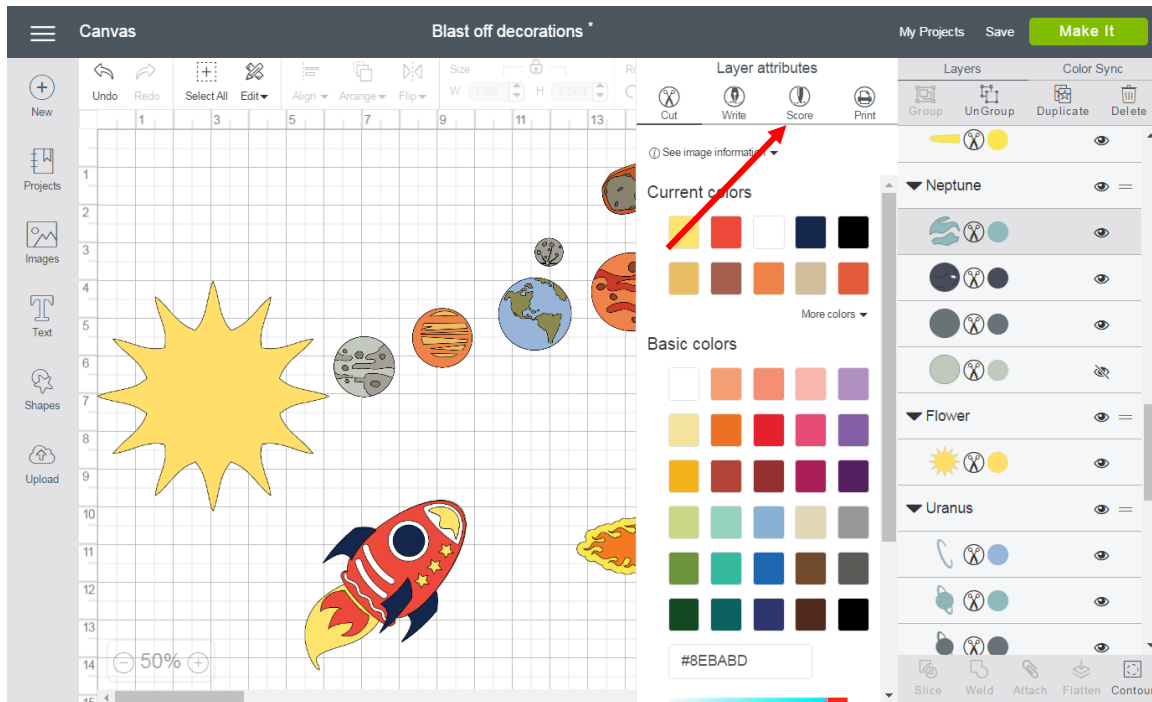 Canvas
Blast off decorations *
My Projects Save Make It
New
Projects
Images
Text
Shapes
Upload
Undo Redo Select All Edit Align Arrange Flip
Size
W 1.89 H 1.564
1 3 5 7 9 11 13
1
2
3
4
5
6
7
8
9
10
11
12
13
14
50%
Layer attributes
Cut Write Score Print
See image information
Current colors
More colors
Basic colors
#8EBABD
Layers Color Sync
Group UnGroup Duplicate Delete
Neptune
Flower
Uranus
Slice Weld Attach Flatten Contour